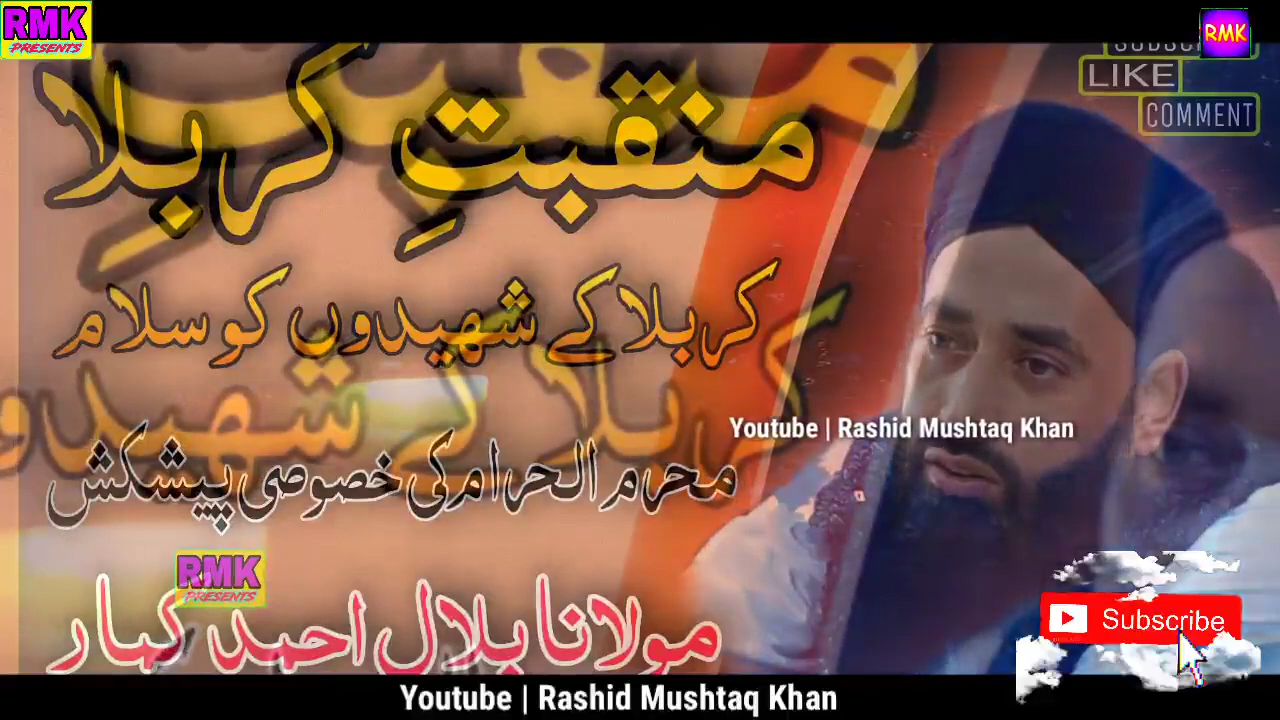 RMK
PRESENTS
RMK
SUBSCRIBE
LIKE
COMMENT
منقبتِ کربلا
کربلا کے شھیدوں کو سلام
Youtube | Rashid Mushtaq Khan
محرم الحرام کی خصوصی پیشکش
RMK
PRESENTS
مولانا بلال احمد کہار
Subscribe
Youtube | Rashid Mushtaq Khan